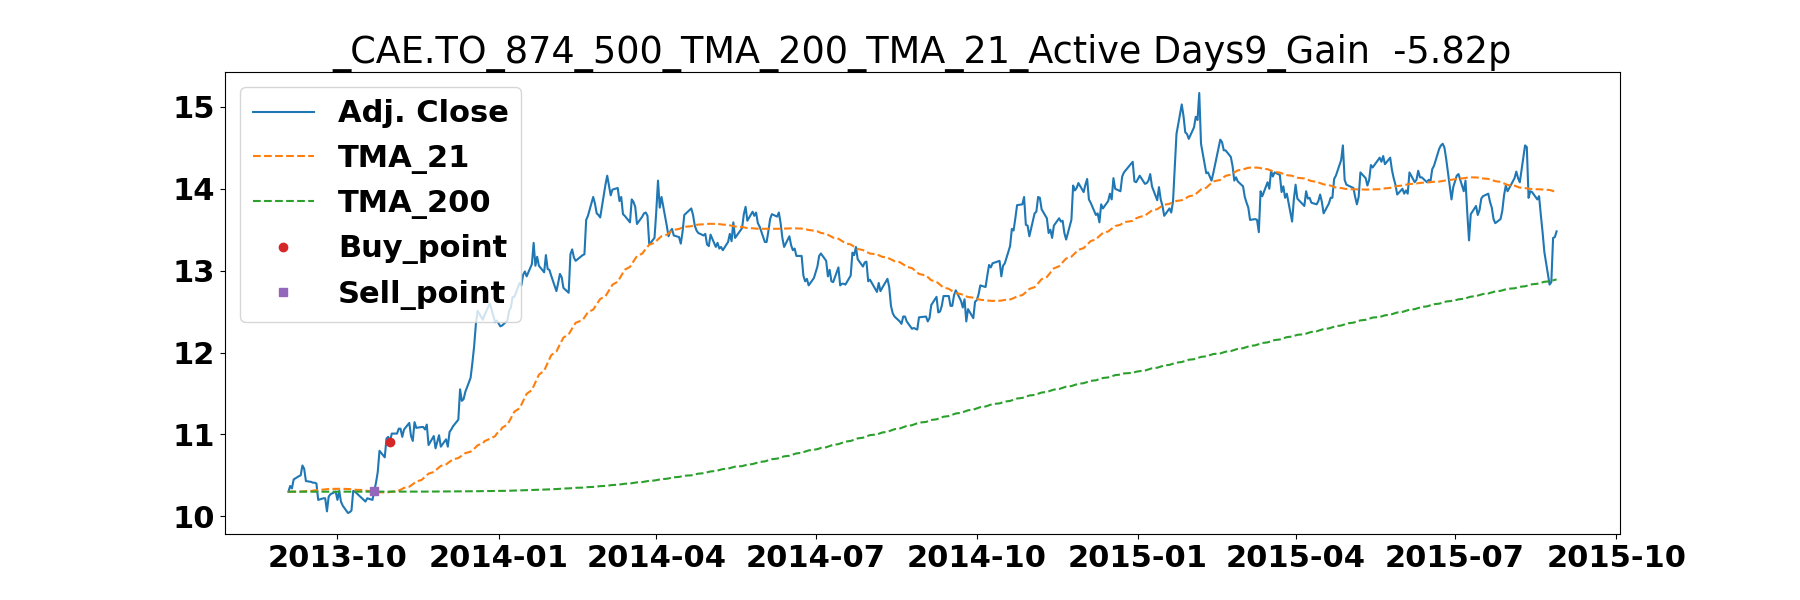 _CAE.TO_874_500_TMA_200_TMA_21_Active Days9_Gain  -5.82p
Adj. Close
TMA_21
TMA_200
Buy_point
Sell_point
15
14
13
12
11
10
2013-10 2014-01 2014-04 2014-07 2014-10 2015-01 2015-04 2015-07 2015-10